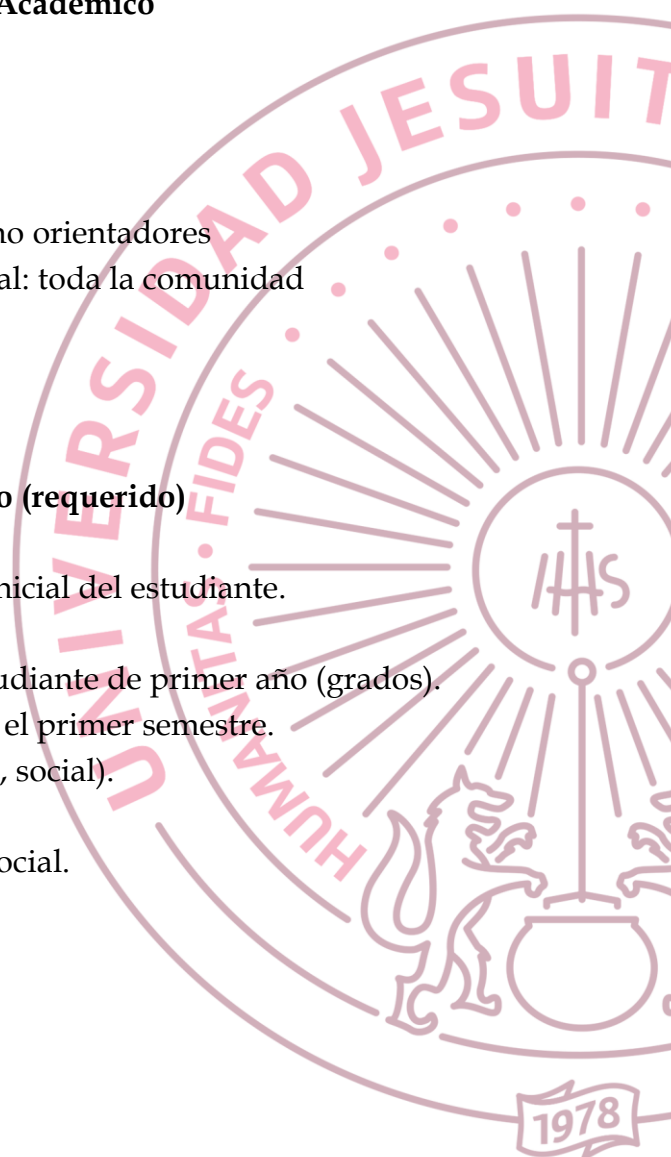 Académico
no orientadores
al: toda la comunidad
o (requerido)
nicial del estudiante.
udiante de primer año (grados).
el primer semestre.
, social).
ocial.
UNIVERSIDAD JESUIT
HUMANITAS • FIDES
IHS
1978